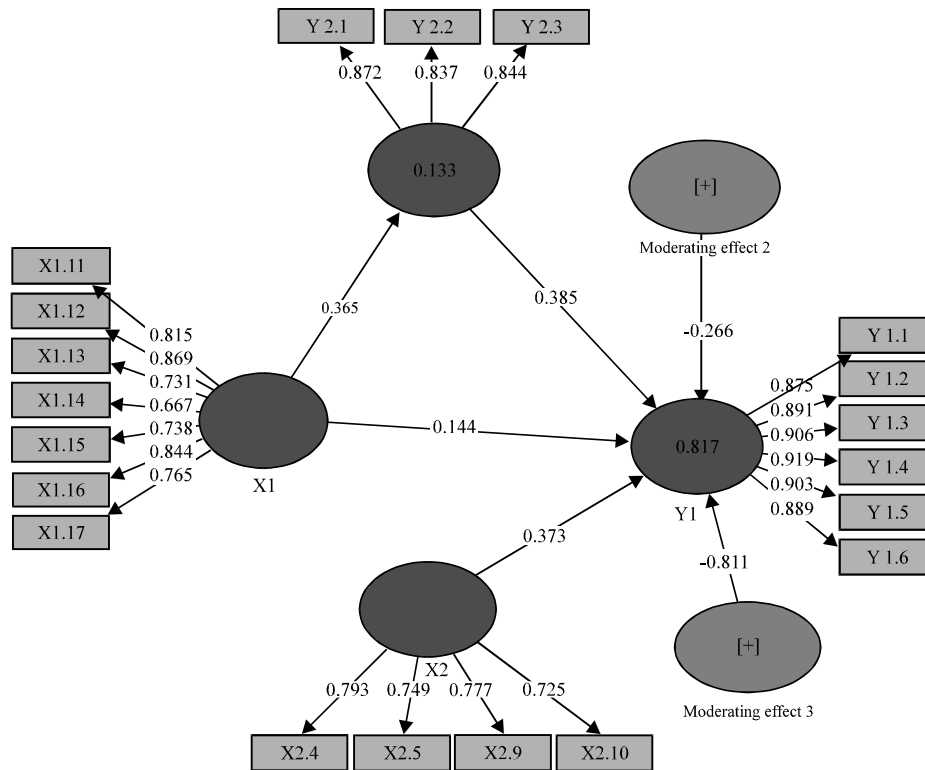 Y 2.1
Y 2.2
Y 2.3
0.872
0.837
0.844
0.133
[+]
Moderating effect 2
X1.11
X1.12
X1.13
X1.14
X1.15
X1.16
X1.17
0.815
0.869
0.731
0.667
0.738
0.844
0.765
X1
0.365
0.385
-0.266
0.144
0.817
Y1
0.875
0.891
0.906
0.919
0.903
0.889
Y 1.1
Y 1.2
Y 1.3
Y 1.4
Y 1.5
Y 1.6
0.373
-0.811
[+]
Moderating effect 3
X2
0.793
0.749
0.777
0.725
X2.4
X2.5
X2.9
X2.10